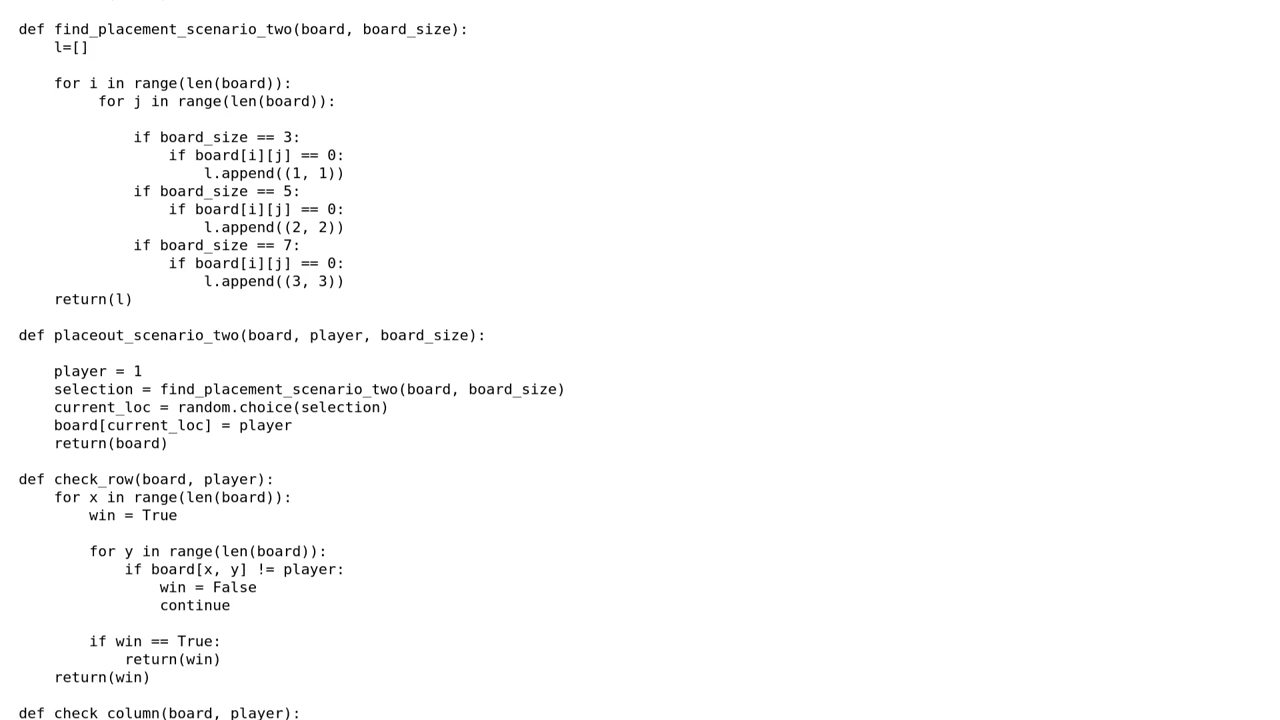 def find_placement_scenario_two(board, board_size):
    l=[]

    for i in range(len(board)):
         for j in range(len(board)):

             if board_size == 3:
                 if board[i][j] == 0:
                     l.append((1, 1))
             if board_size == 5:
                 if board[i][j] == 0:
                     l.append((2, 2))
             if board_size == 7:
                 if board[i][j] == 0:
                     l.append((3, 3))
    return(l)

def placeout_scenario_two(board, player, board_size):

    player = 1
    selection = find_placement_scenario_two(board, board_size)
    current_loc = random.choice(selection)
    board[current_loc] = player
    return(board)

def check_row(board, player):
    for x in range(len(board)):
        win = True

        for y in range(len(board)):
            if board[x, y] != player:
                win = False
                continue

        if win == True:
            return(win)
    return(win)

def check_column(board, player):